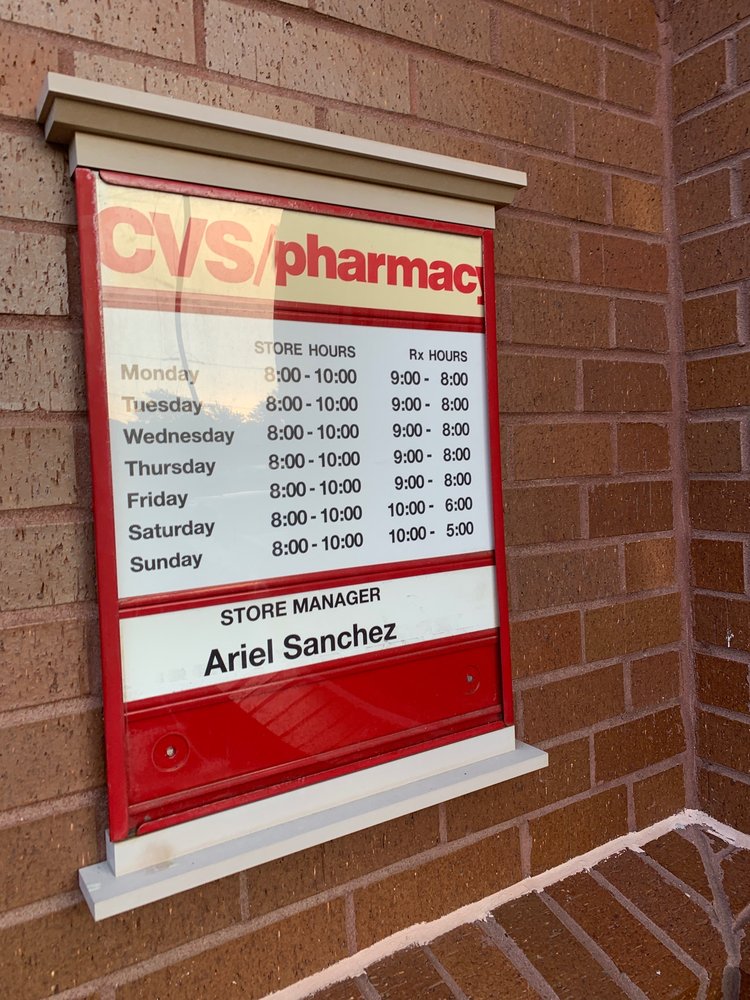 CVS/pharmacy
STORE HOURS Rx HOURS
Monday 8:00 - 10:00 9:00 - 8:00
Tuesday 8:00 - 10:00 9:00 - 8:00
Wednesday 8:00 - 10:00 9:00 - 8:00
Thursday 8:00 - 10:00 9:00 - 8:00
Friday 8:00 - 10:00 9:00 - 8:00
Saturday 8:00 - 10:00 10:00 - 6:00
Sunday 8:00 - 10:00 10:00 - 5:00
STORE MANAGER
Ariel Sanchez